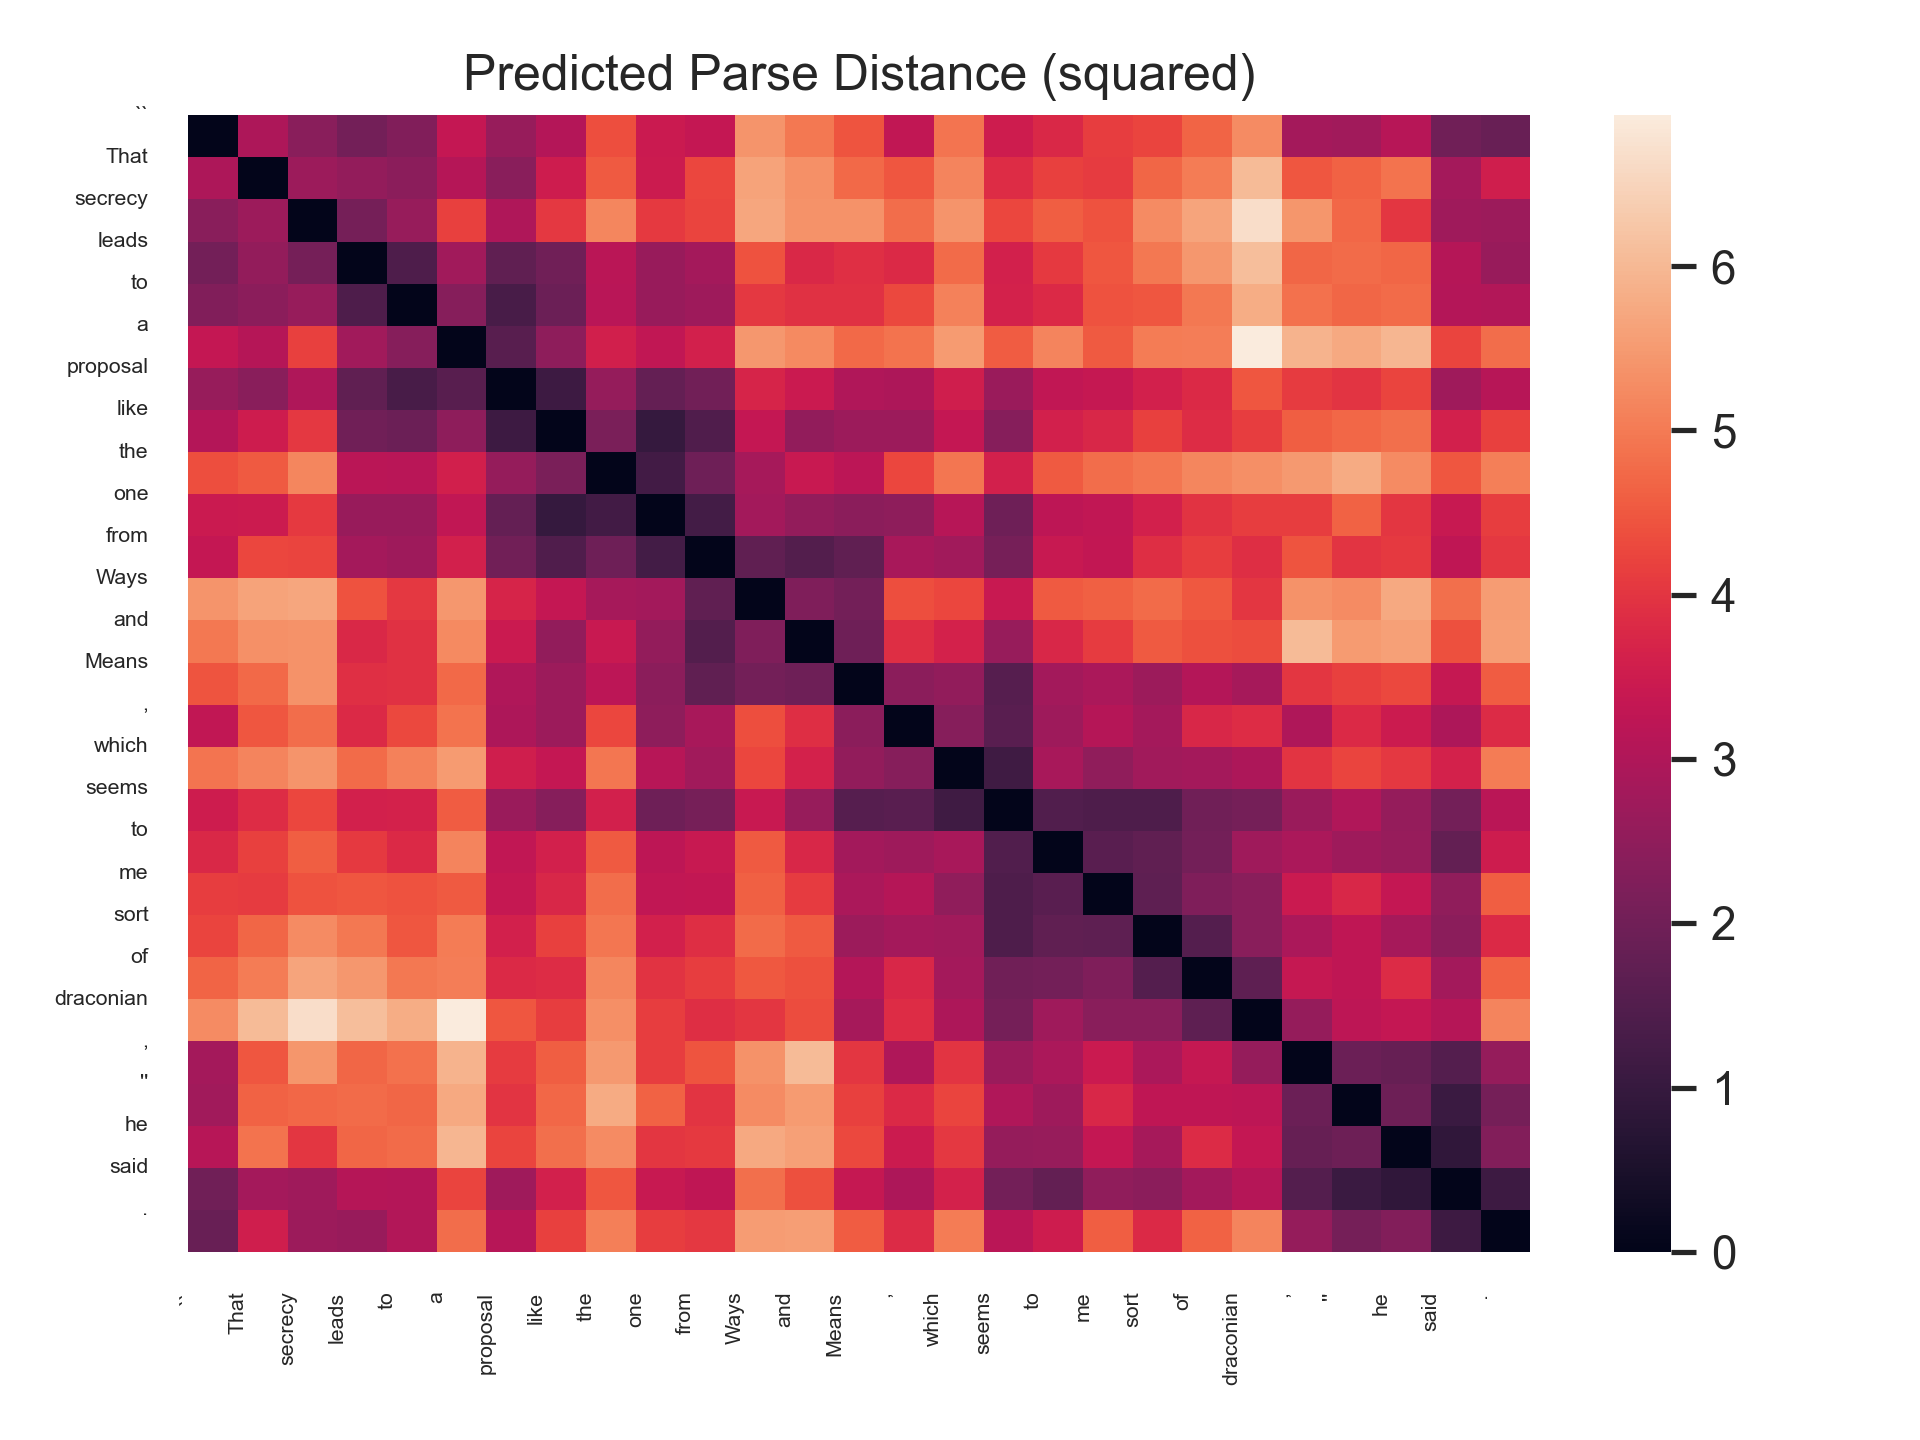 Predicted Parse Distance (squared)
``
That
secrecy
leads
to
a
proposal
like
the
one
from
Ways
and
Means
,
which
seems
to
me
sort
of
draconian
,
''
he
said
.
6
5
4
3
2
1
0
`` That secrecy leads to a proposal like the one from Ways and Means , which seems to me sort of draconian , '' he said .